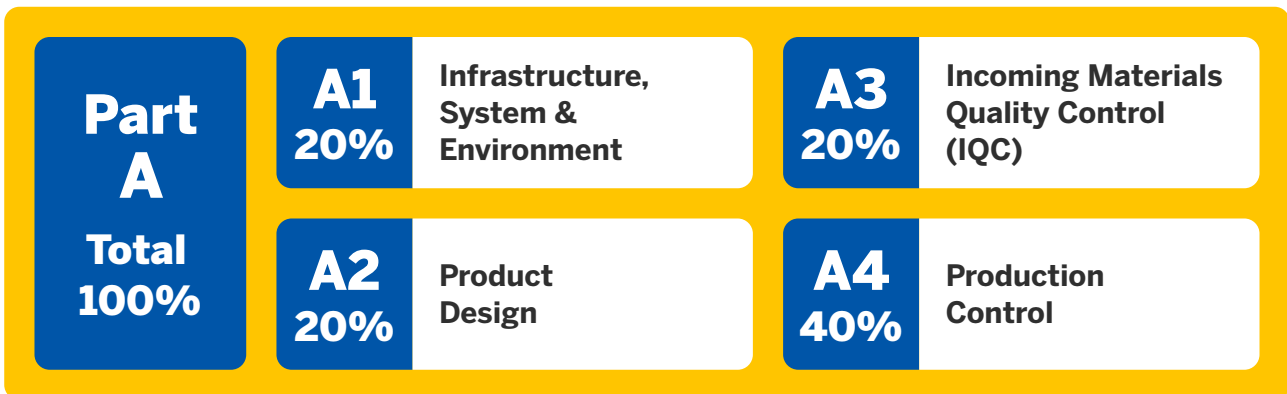 Part
A
Total
100%
A1
20%
Infrastructure,
System &
Environment
A2
20%
Product
Design
A3
20%
Incoming Materials
Quality Control
(IQC)
A4
40%
Production
Control